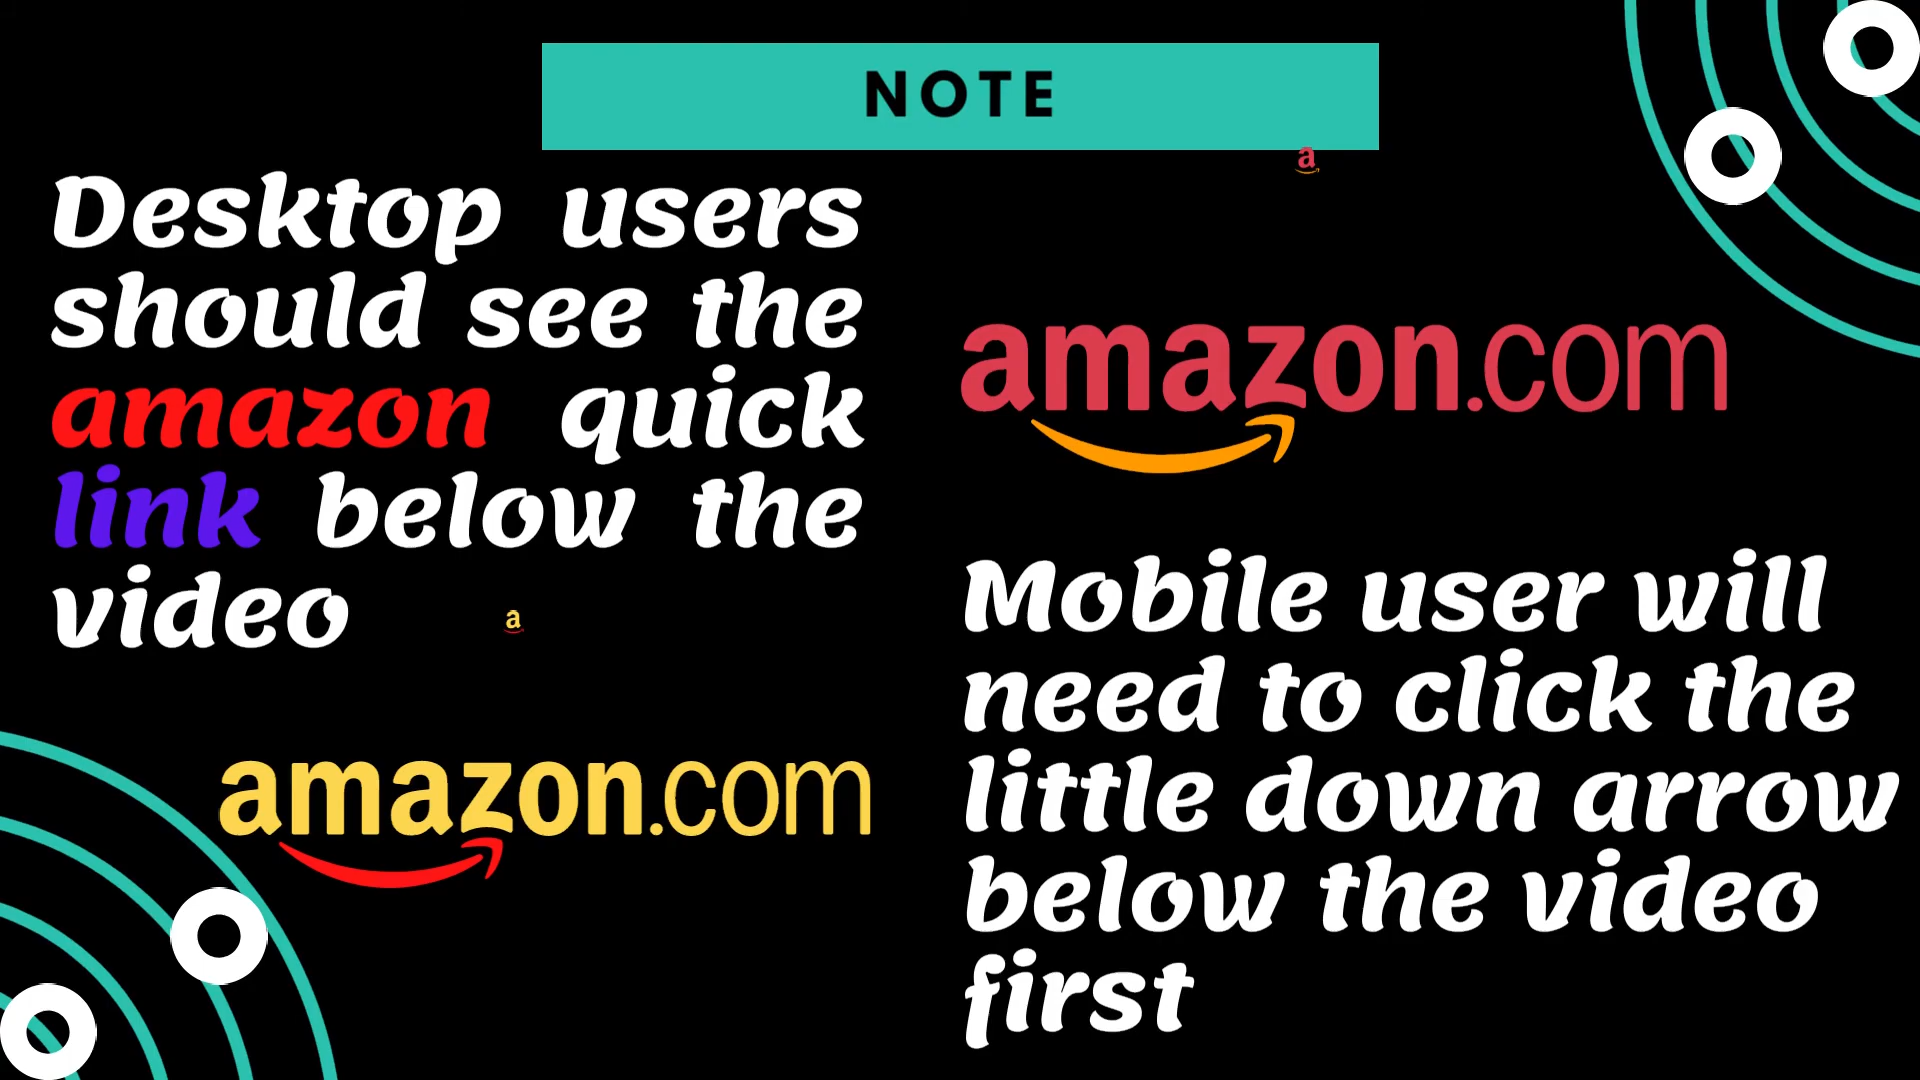 NOTE
Desktop users
should see the
amazon quick
link below the
video
a
amazon.com
a
amazon.com
Mobile user will
need to click the
little down arrow
below the video
first